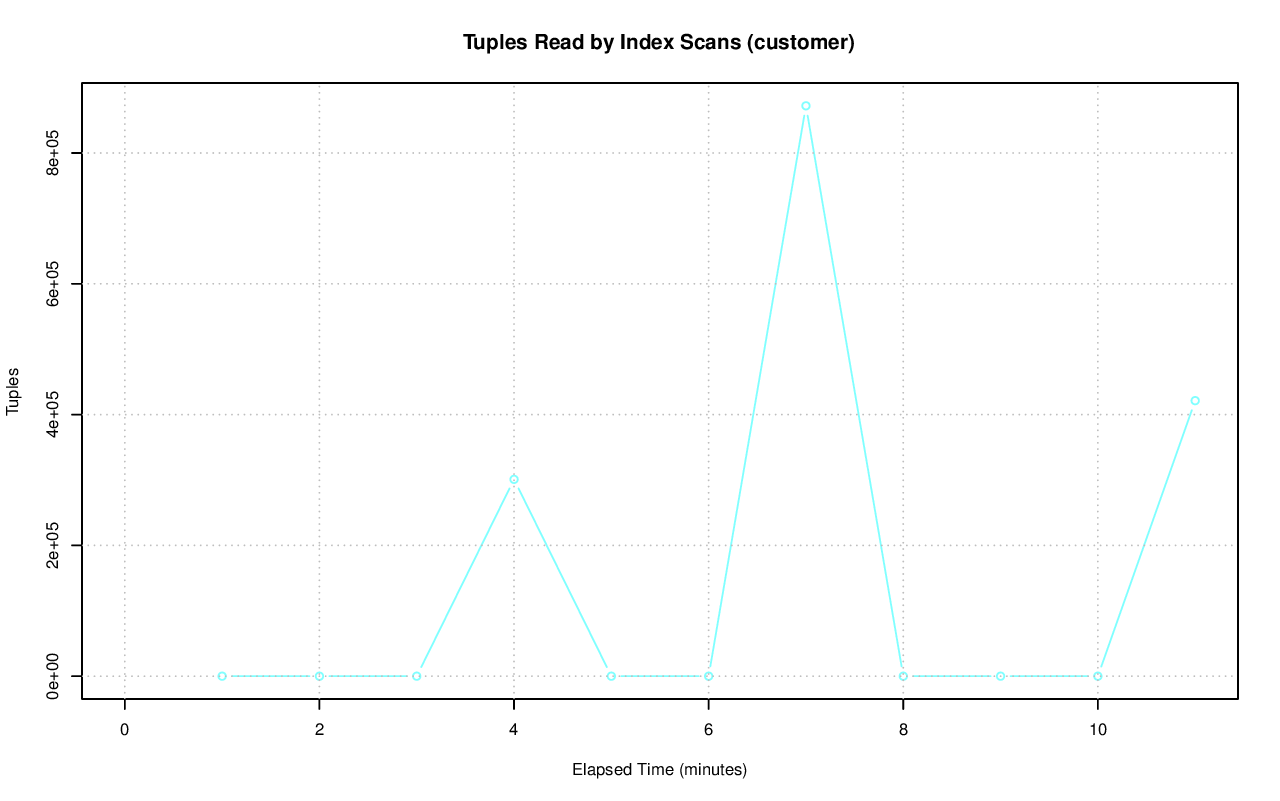 Tuples Read by Index Scans (customer)
8e+05
6e+05
4e+05
2e+05
0e+00
Tuples
0 2 4 6 8 10
Elapsed Time (minutes)